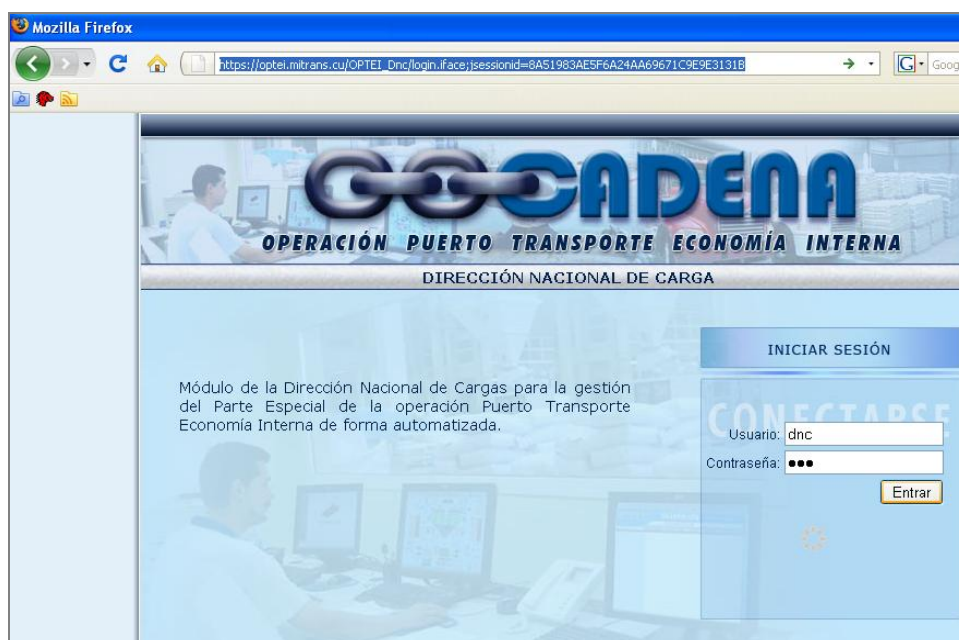 Mozilla Firefox
https://optei.mitrans.cu/OPTEI_Dnc/login.iface;jsessionid=8A51983AE5F6A24AA69671C9E9E3131B
G
Goog
CADENA
OPERACIÓN PUERTO TRANSPORTE ECONOMÍA INTERNA
DIRECCIÓN NACIONAL DE CARGA
INICIAR SESIÓN
Módulo de la Dirección Nacional de Cargas para la gestión
del Parte Especial de la operación Puerto Transporte
Economía Interna de forma automatizada.
CONECTARSE
Usuario: dnc
Contraseña: ●●●
Entrar